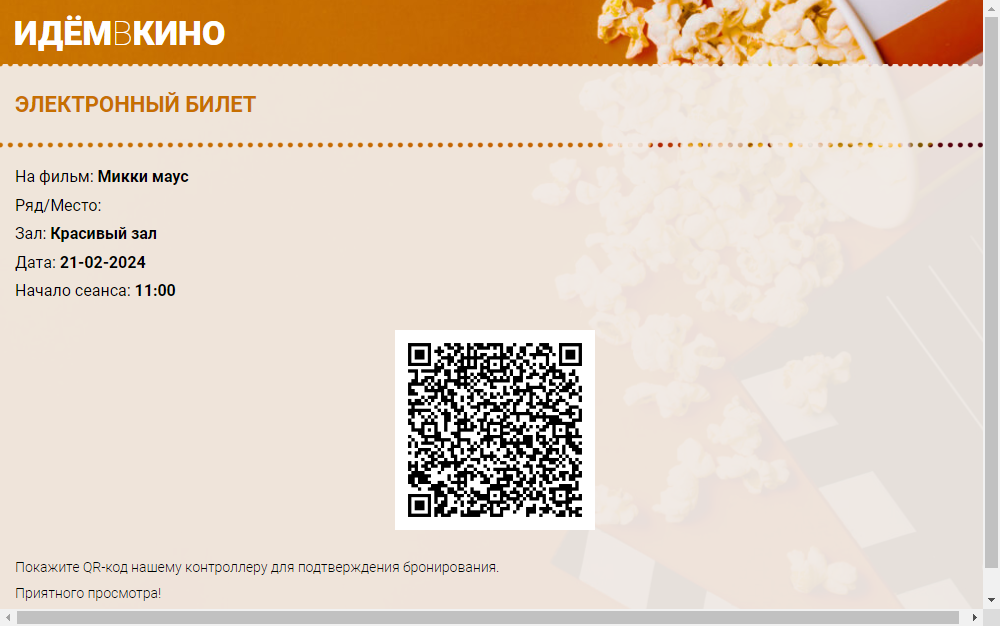 ИДЁМВКИНО
ЭЛЕКТРОННЫЙ БИЛЕТ
На фильм: Микки маус
Ряд/Место:
Зал: Красивый зал
Дата: 21-02-2024
Начало сеанса: 11:00
Покажите QR-код нашему контроллеру для подтверждения бронирования.
Приятного просмотра!